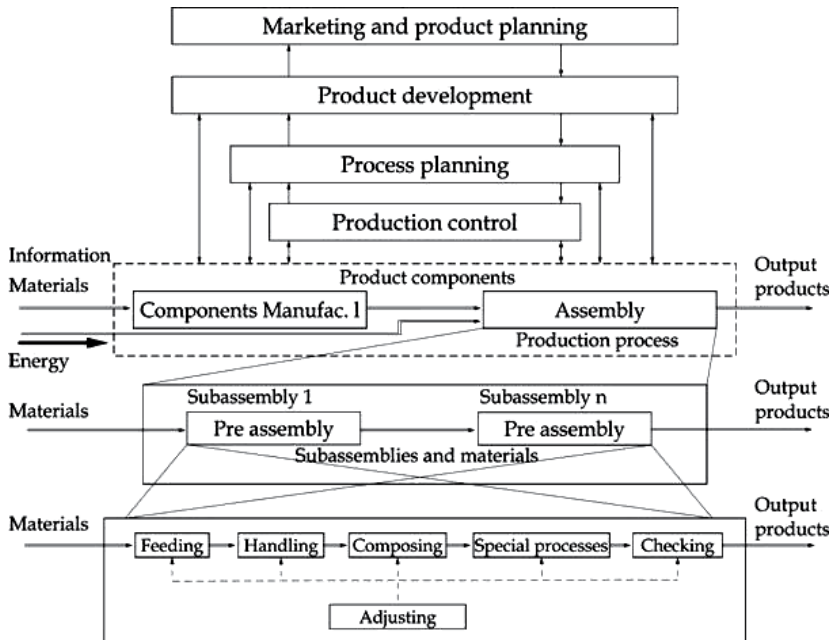 Marketing and product planning
Product development
Process planning
Production control
Information
Product components
Output
products
Materials
Components Manufac. l
Assembly
Production process
Energy
Subassembly 1
Subassembly n
Output
products
Materials
Pre assembly
Pre assembly
Subassemblies and materials
Output
products
Materials
Feeding
Handling
Composing
Special processes
Checking
Adjusting